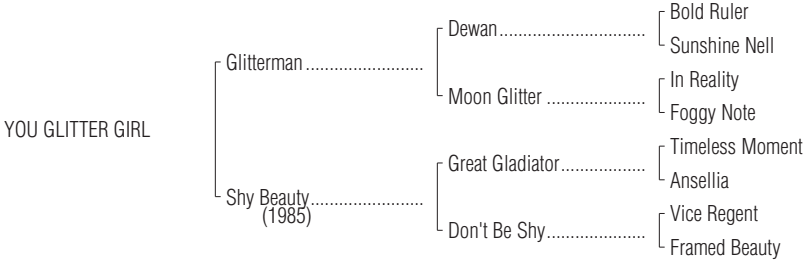 Bold Ruler
Dewan
Sunshine Nell
Glitterman
In Reality
Moon Glitter
Foggy Note
YOU GLITTER GIRL
Timeless Moment
Great Gladiator
Ansellia
Shy Beauty
(1985)
Vice Regent
Don't Be Shy
Framed Beauty